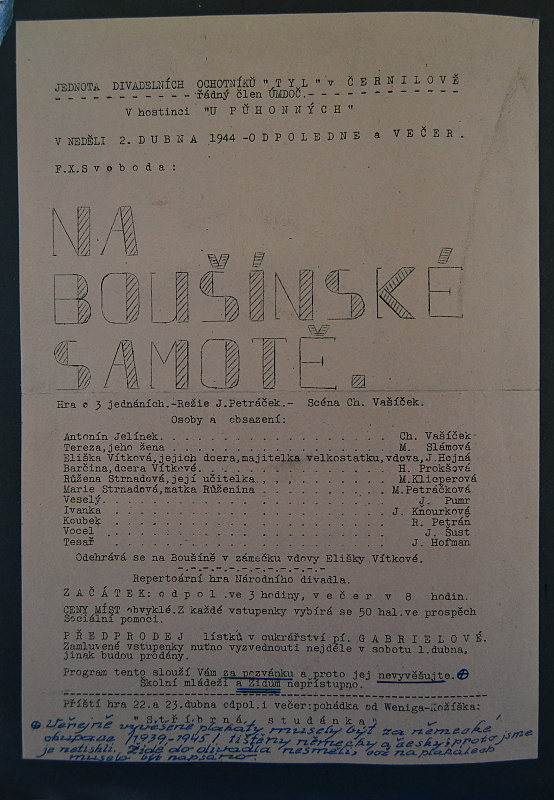 JEDNOTA DIVADELNÍCH OCHOTNÍKŮ "TYL" v ČERNILOVĚ
řádný člen ÚMDOČ.
V hostinci "U PŮHONNÝCH"
V NEDĚLI 2. DUBNA 1944 -ODPOLEDNE a VEČER.
F.X.Svoboda:
NA
BOUŠÍNSKÉ
SAMOTĚ.
Hra o 3 jednáních.-Režie J.Petráček.- Scéna Ch. Vašíček.
Osoby a obsazení:
Antonín Jelínek. Ch. Vašíček
Tereza,jeho žena M. Slámová
Eliška Vítková,jejich dcera,majitelka velkostatku,vdova,J.Hojná
Barčina,dcera Vítkové. H. Prokšová
Růžena Strnadová,její učitelka M.Klicperová
Marie Strnadová,matka Růženina M.Petráčková
Veselý J. Pumr
Ivanka J. Knourková
Koubek R. Petráň
Vocel J. Šust
Tesař J. Hofman
Odehrává se na Boušíně v zámečku vdovy Elišky Vítkové.
Repertoární hra Národního divadla.
ZAČÁTEK: odpol.ve 3 hodiny, večer v 8 hodin.
CENY MÍST obvyklé.Z každé vstupenky vybírá se 50 hal.ve prospěch
Sociální pomoci.
PŘEDPRODEJ lístků v cukrářství pí. GABRIELOVÉ.
Zamluvené vstupenky nutno vyzvednouti nejdéle v sobotu 1.dubna,
jinak budou prodány.
Program tento slouží Vám za pozvánku a proto jej nevyvěšujte.⊕
Školní mládeži a Židům nepřístupno.
Příští hra 22.a 23.dubna odpol.i večer:pohádka od Weniga-Kožíška:
"Stříbrná studánka"
⊕ Veřejně vyvěšené plakáty musely být za německé
okupace /1939-1945/ tištěny německy a česky; proto jsme
je netiskli. Židé do divadla nesměli, což na plakátech
muselo být napsáno.